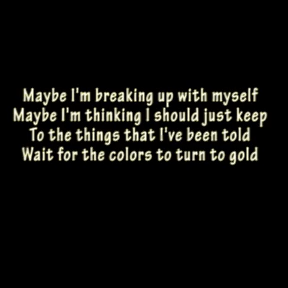 Maybe I'm breaking up with myself
Maybe I'm thinking I should just keep
To the things that I've been told
Wait for the colors to turn to gold